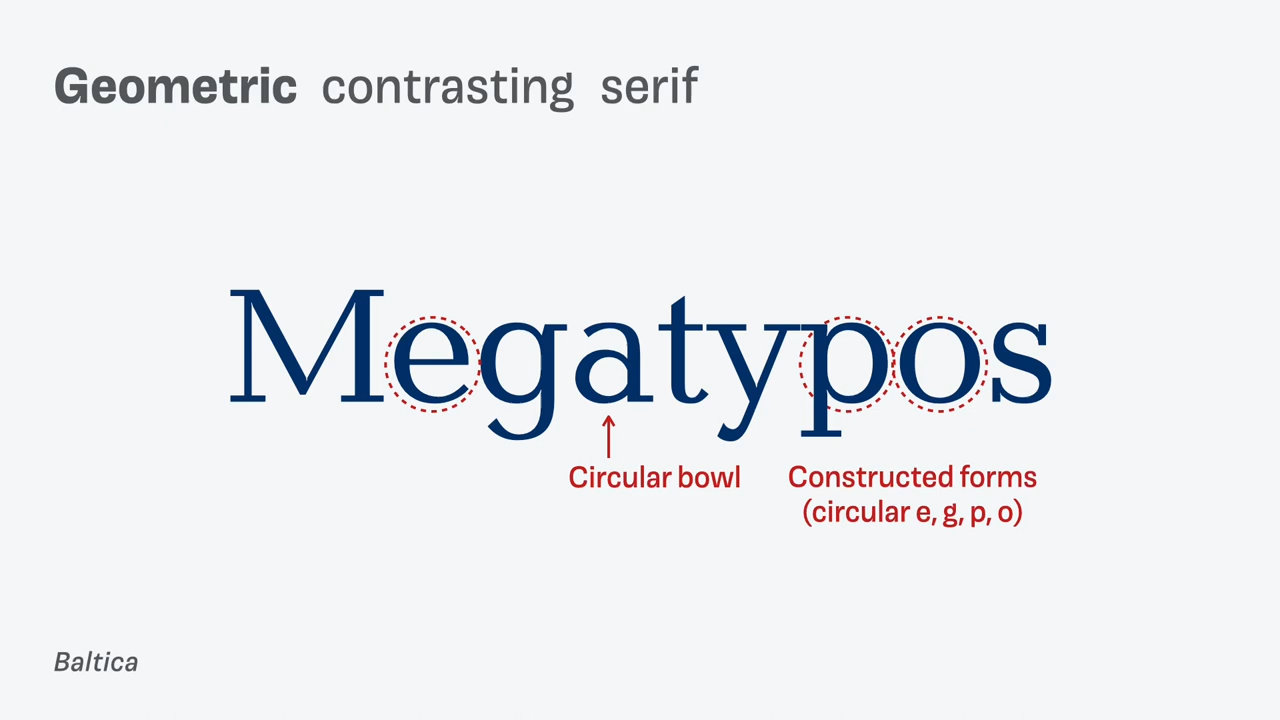 Geometric contrasting serif
Megatypos
Circular bowl
Constructed forms
(circular e, g, p, o)
Baltica